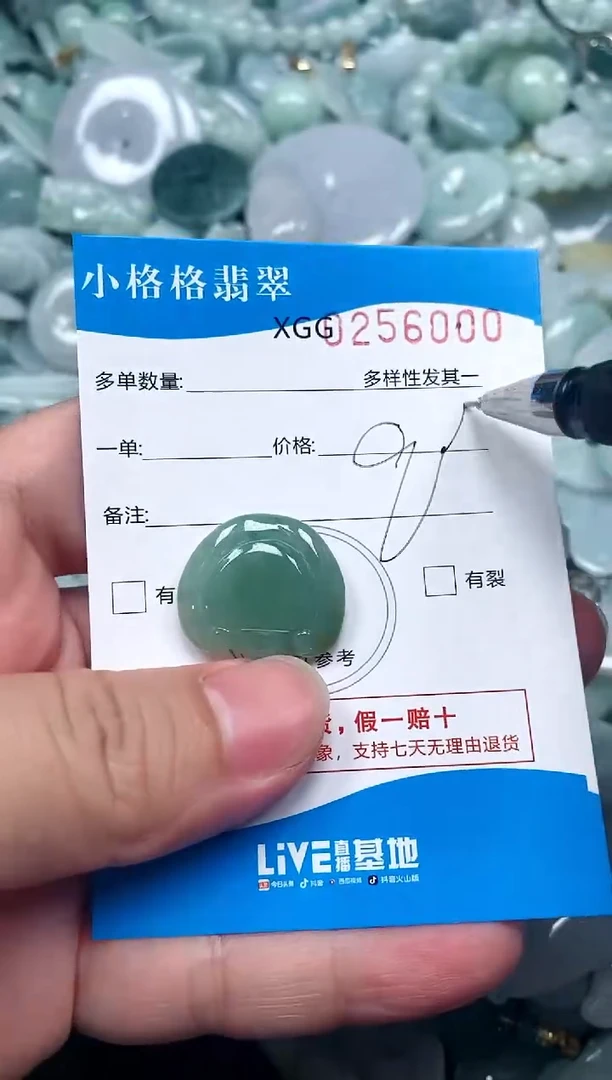 小格格翡翠
XGG0256000
多单数量: 多样性发其一
一单: 价格:
备注:
有 有裂
参考
货，假一赔十
象，支持七天无理由退货
LiVE直播基地
今日头条 抖音 西瓜视频 抖音火山版